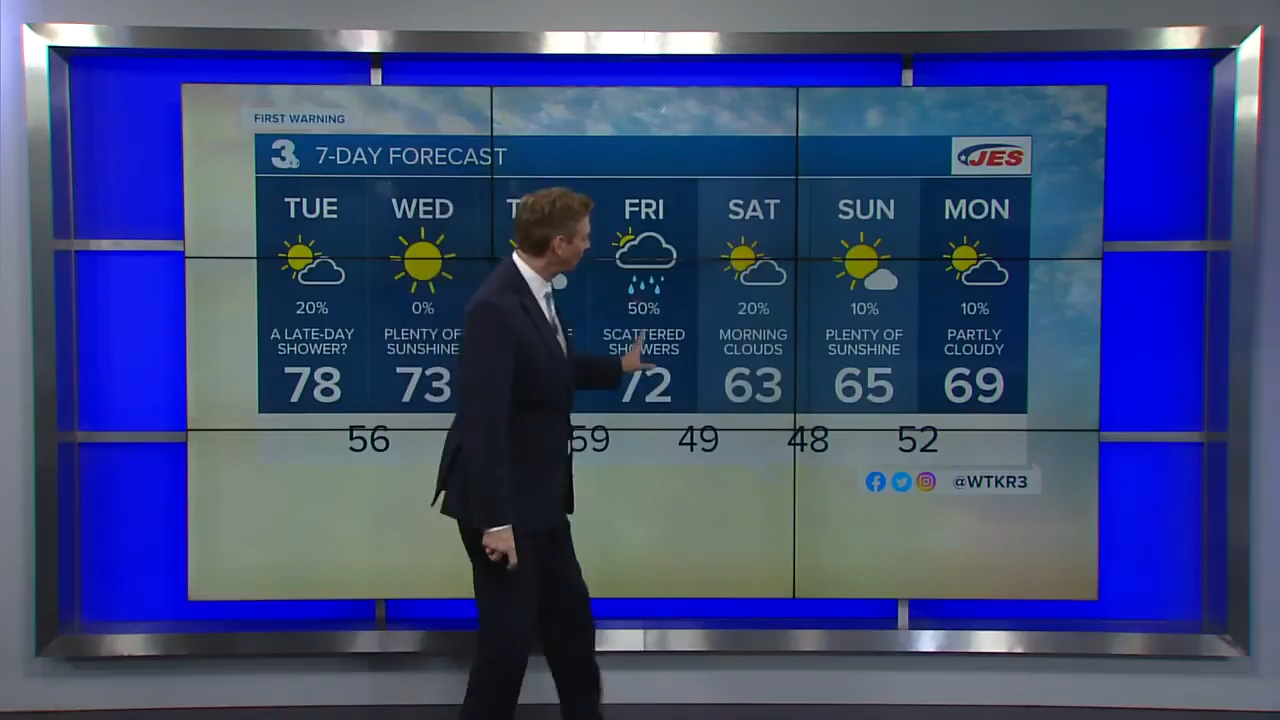 FIRST WARNING
3 7-DAY FORECAST
JES
TUE WED FRI SAT SUN MON
20% 0% 50% 20% 10% 10%
A LATE-DAY PLENTY OF SCATTERED MORNING PLENTY OF PARTLY
SHOWER? SUNSHINE SHOWERS CLOUDS SUNSHINE CLOUDY
78 73 72 63 65 69
56 59 49 48 52
@WTKR3